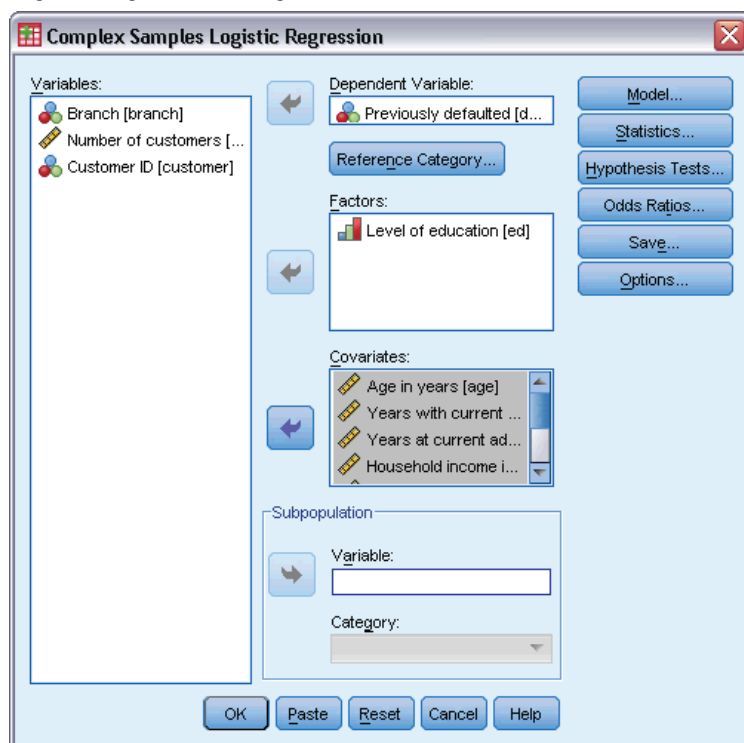 Complex Samples Logistic Regression
Variables:
Branch [branch]
Number of customers [...
Customer ID [customer]
Dependent Variable:
Previously defaulted [d...
Reference Category...
Factors:
Level of education [ed]
Covariates:
Age in years [age]
Years with current ...
Years at current ad...
Household income i...
Subpopulation
Variable:
Category:
Model...
Statistics...
Hypothesis Tests...
Odds Ratios...
Save...
Options...
OK
Paste
Reset
Cancel
Help